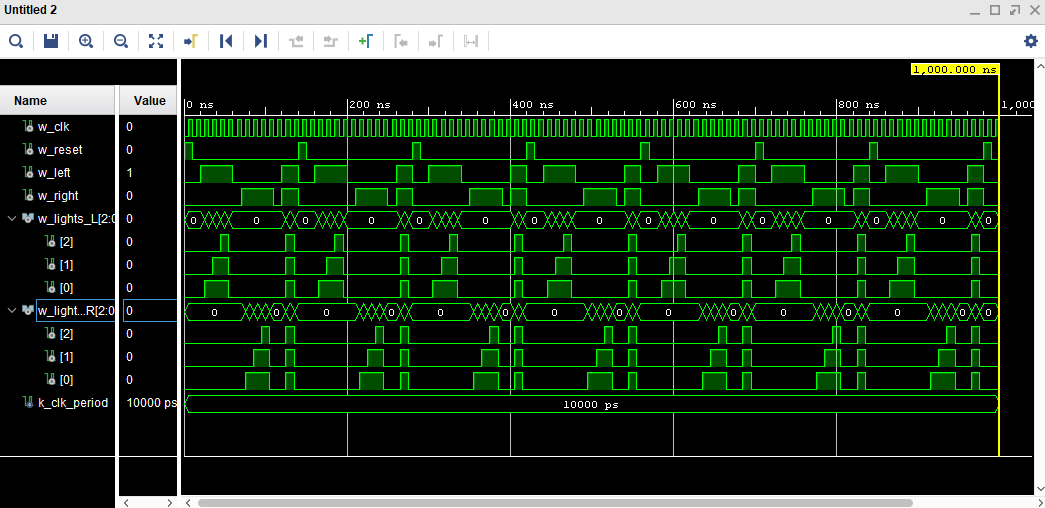 Untitled 2
1,000.000 ns
Name Value 0 ns 200 ns 400 ns 600 ns 800 ns 1,000
w_clk 0
w_reset 0
w_left 1
w_right 0
w_lights_L[2:0 0 0 0 0 0 0 0 0 0 0 0 0 0 0 0 0
[2] 0
[1] 0
[0] 0
w_light...R[2:0 0 0 0 0 0 0 0 0 0 0 0 0 0 0 0 0
[2] 0
[1] 0
[0] 0
k_clk_period 10000 ps 10000 ps